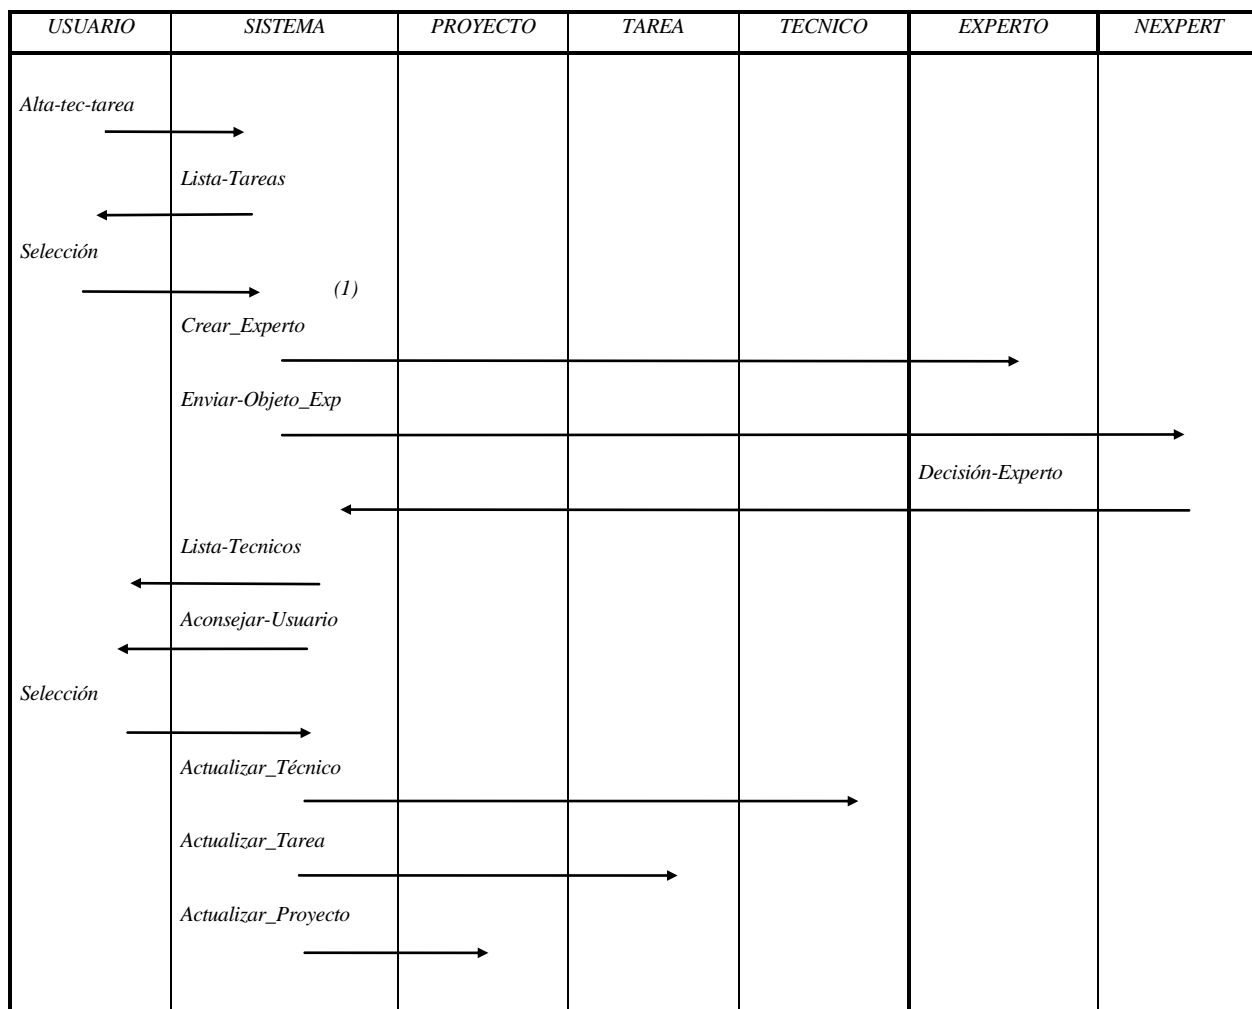 USUARIO SISTEMA PROYECTO TAREA TECNICO EXPERTO NEXPERT
Alta-tec-tarea
Lista-Tareas
Selección
(1)
Crear_Experto
Enviar-Objeto_Exp
Decisión-Experto
Lista-Tecnicos
Aconsejar-Usuario
Selección
Actualizar_Técnico
Actualizar_Tarea
Actualizar_Proyecto